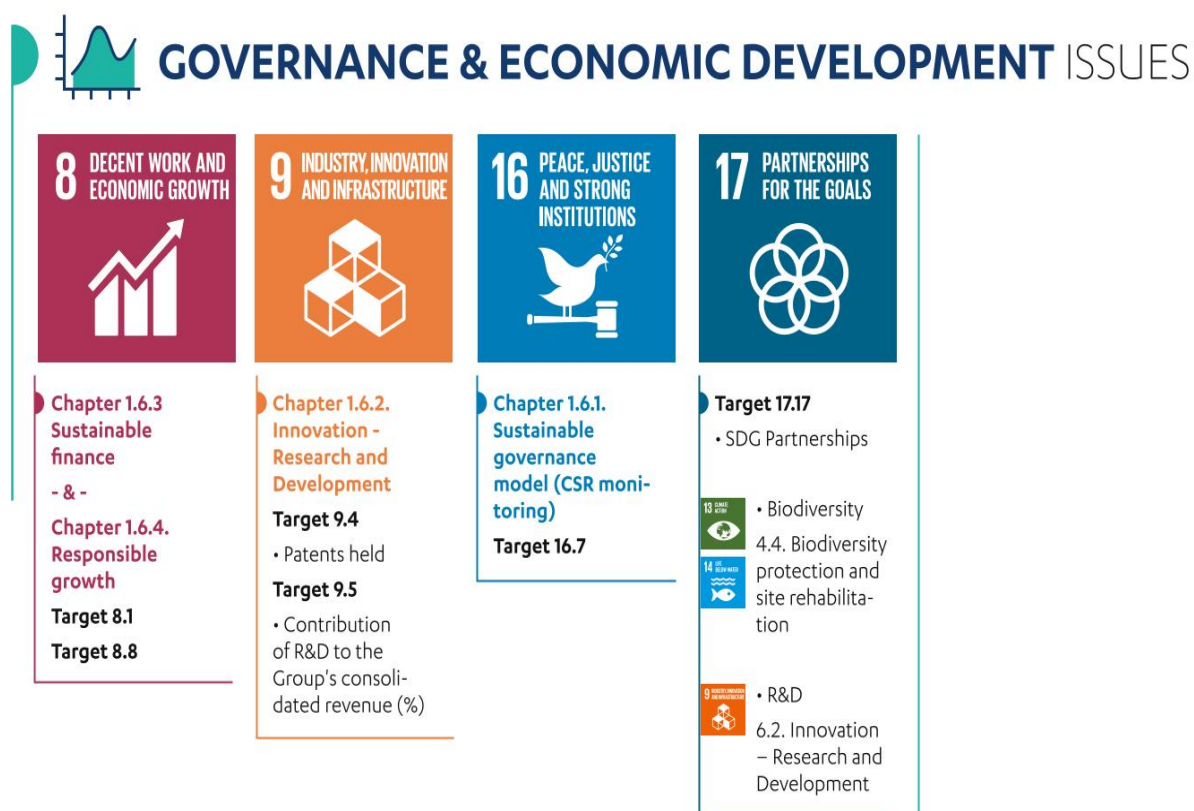 GOVERNANCE & ECONOMIC DEVELOPMENT ISSUES
8 DECENT WORK AND
ECONOMIC GROWTH
Chapter 1.6.3
Sustainable
finance
- & -
Chapter 1.6.4.
Responsible
growth
Target 8.1
Target 8.8
9 INDUSTRY, INNOVATION
AND INFRASTRUCTURE
Chapter 1.6.2.
Innovation -
Research and
Development
Target 9.4
• Patents held
Target 9.5
• Contribution
of R&D to the
Group's consoli-
dated revenue (%)
16 PEACE, JUSTICE
AND STRONG
INSTITUTIONS
Chapter 1.6.1.
Sustainable
governance
model (CSR moni-
toring)
Target 16.7
17 PARTNERSHIPS
FOR THE GOALS
Target 17.17
• SDG Partnerships
13 CLIMATE
ACTION
14 LIFE
BELOW WATER
• Biodiversity
4.4. Biodiversity
protection and
site rehabilita-
tion
9 INDUSTRY, INNOVATION
AND INFRASTRUCTURE
• R&D
6.2. Innovation
– Research and
Development